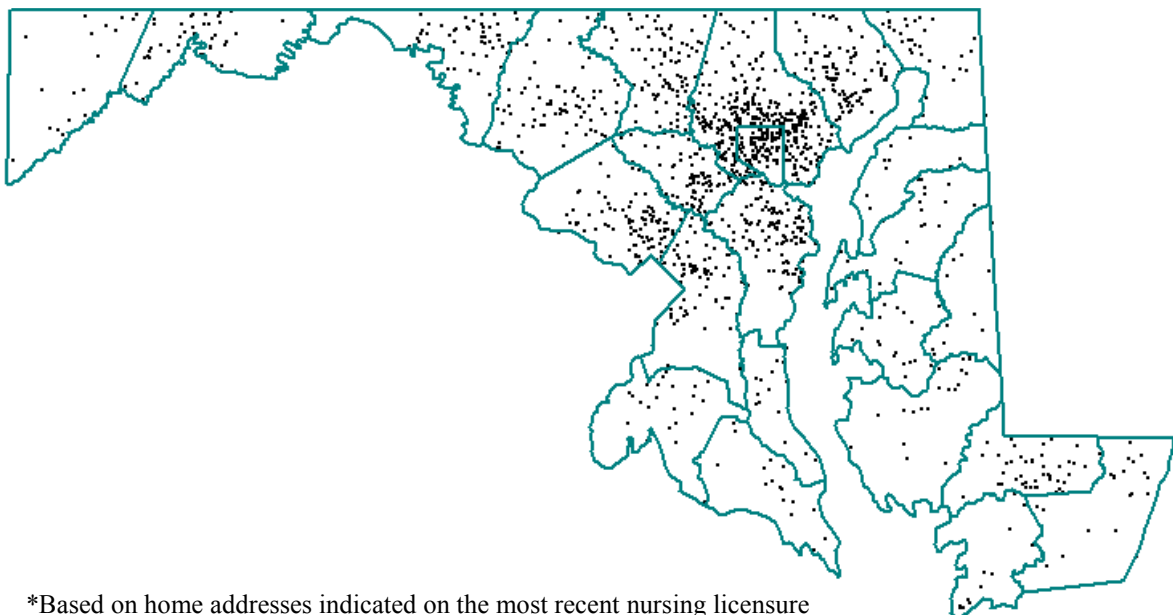 *Based on home addresses indicated on the most recent nursing licensure